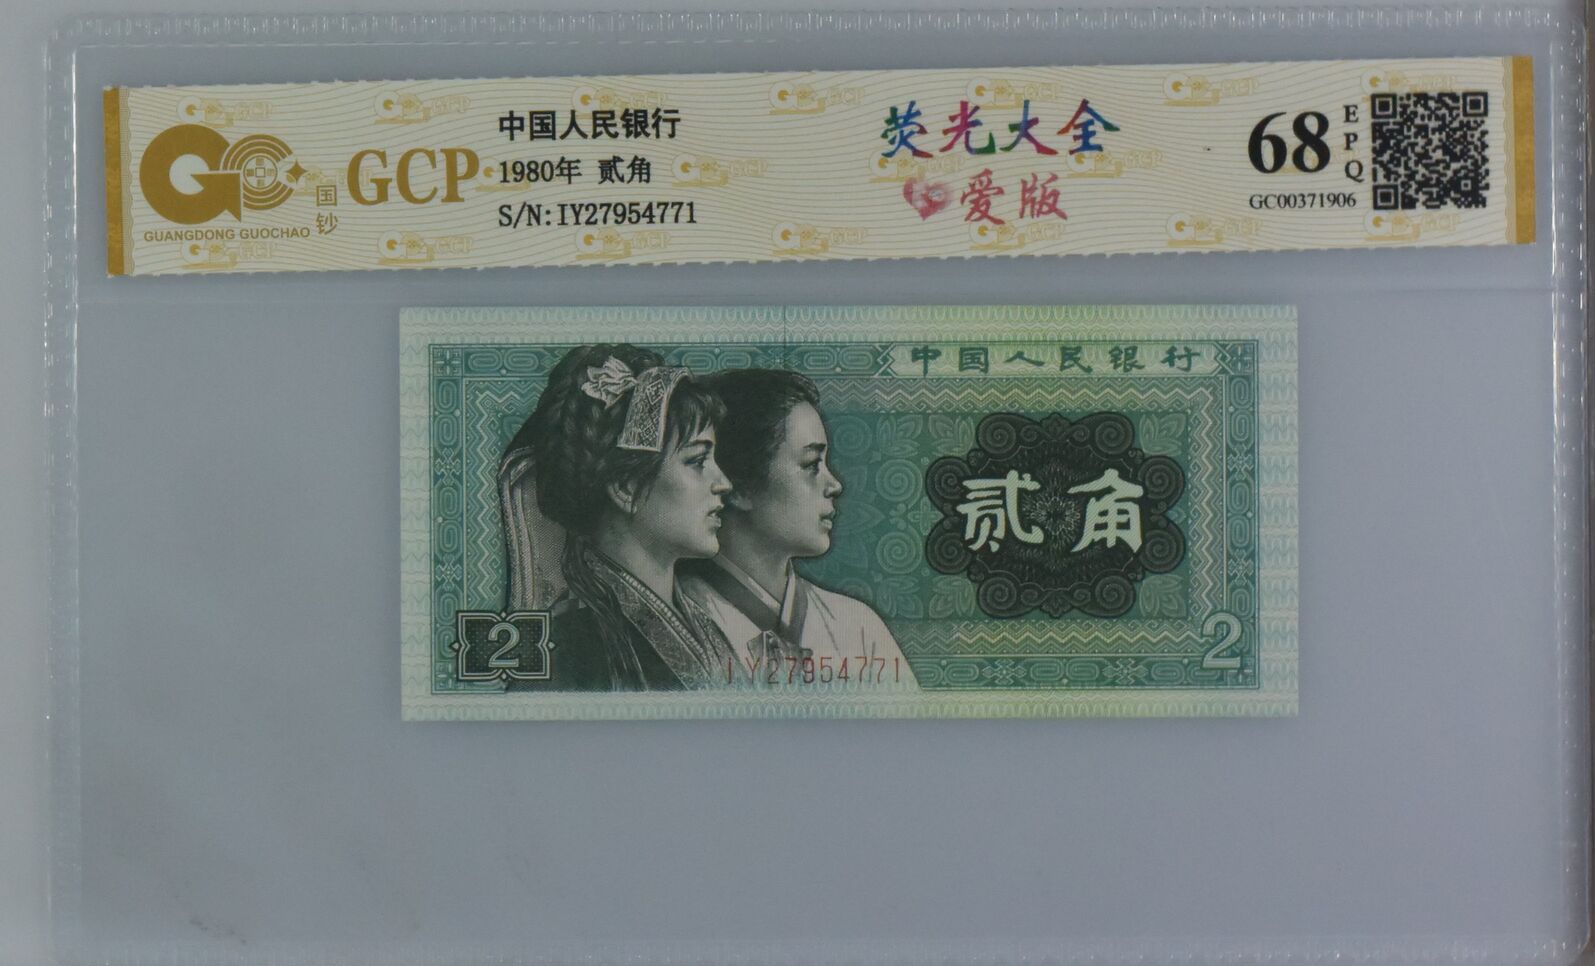 GCP
国钞
GUANGDONG GUOCHAO
中国人民银行
1980年 贰角
S/N:IY27954771
荧光大全
爱版
68
EPQ
GC00371906
中国人民银行
贰角
2
2
IY27954771